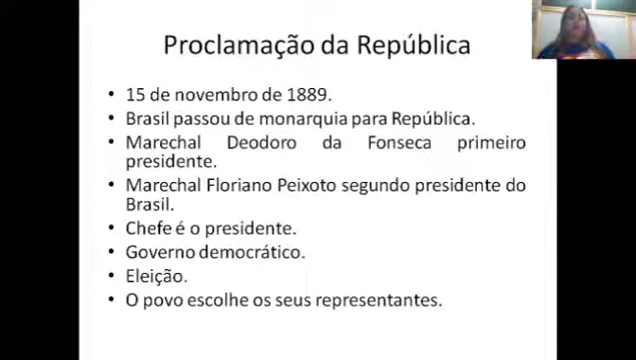 Proclamação da República
• 15 de novembro de 1889.
• Brasil passou de monarquia para República.
• Marechal Deodoro da Fonseca primeiro
presidente.
• Marechal Floriano Peixoto segundo presidente do
Brasil.
• Chefe é o presidente.
• Governo democrático.
• Eleição.
• O povo escolhe os seus representantes.